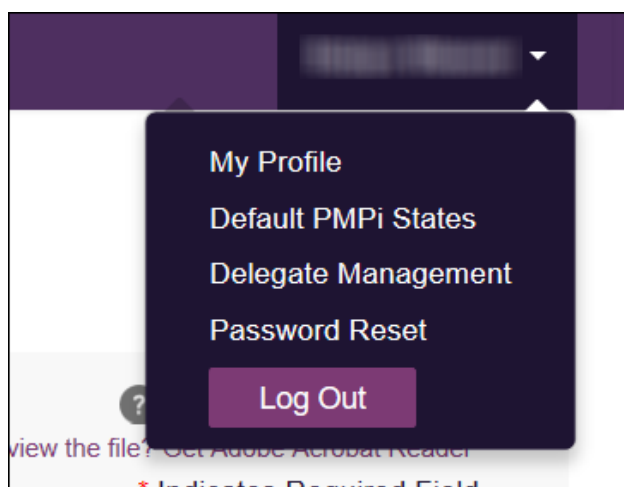 My Profile
Default PMPi States
Delegate Management
Password Reset
Log Out
?
view the file? Get Adobe Acrobat Reader
* Indicates Required Field